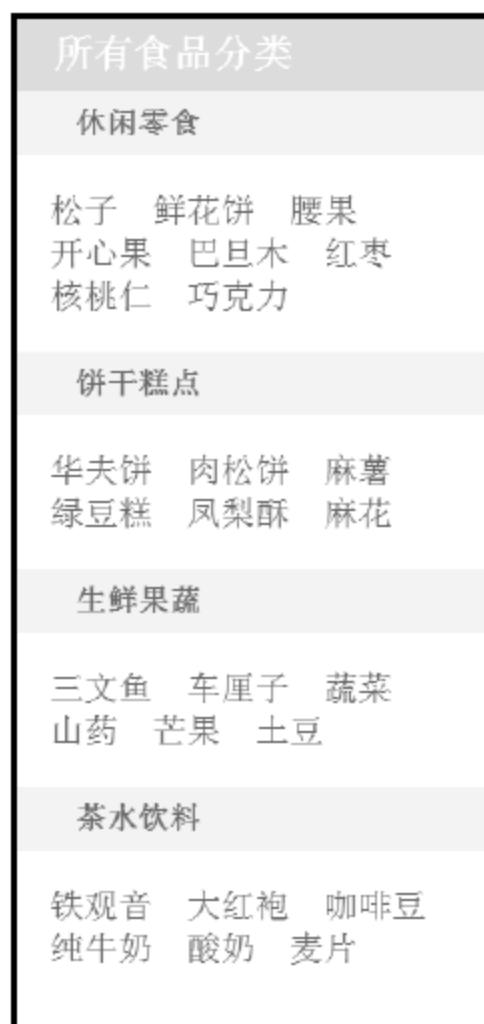 所有食品分类
休闲零食
松子 鲜花饼 腰果
开心果 巴旦木 红枣
核桃仁 巧克力
饼干糕点
华夫饼 肉松饼 麻薯
绿豆糕 凤梨酥 麻花
生鲜果蔬
三文鱼 车厘子 蔬菜
山药 芒果 土豆
茶水饮料
铁观音 大红袍 咖啡豆
纯牛奶 酸奶 麦片